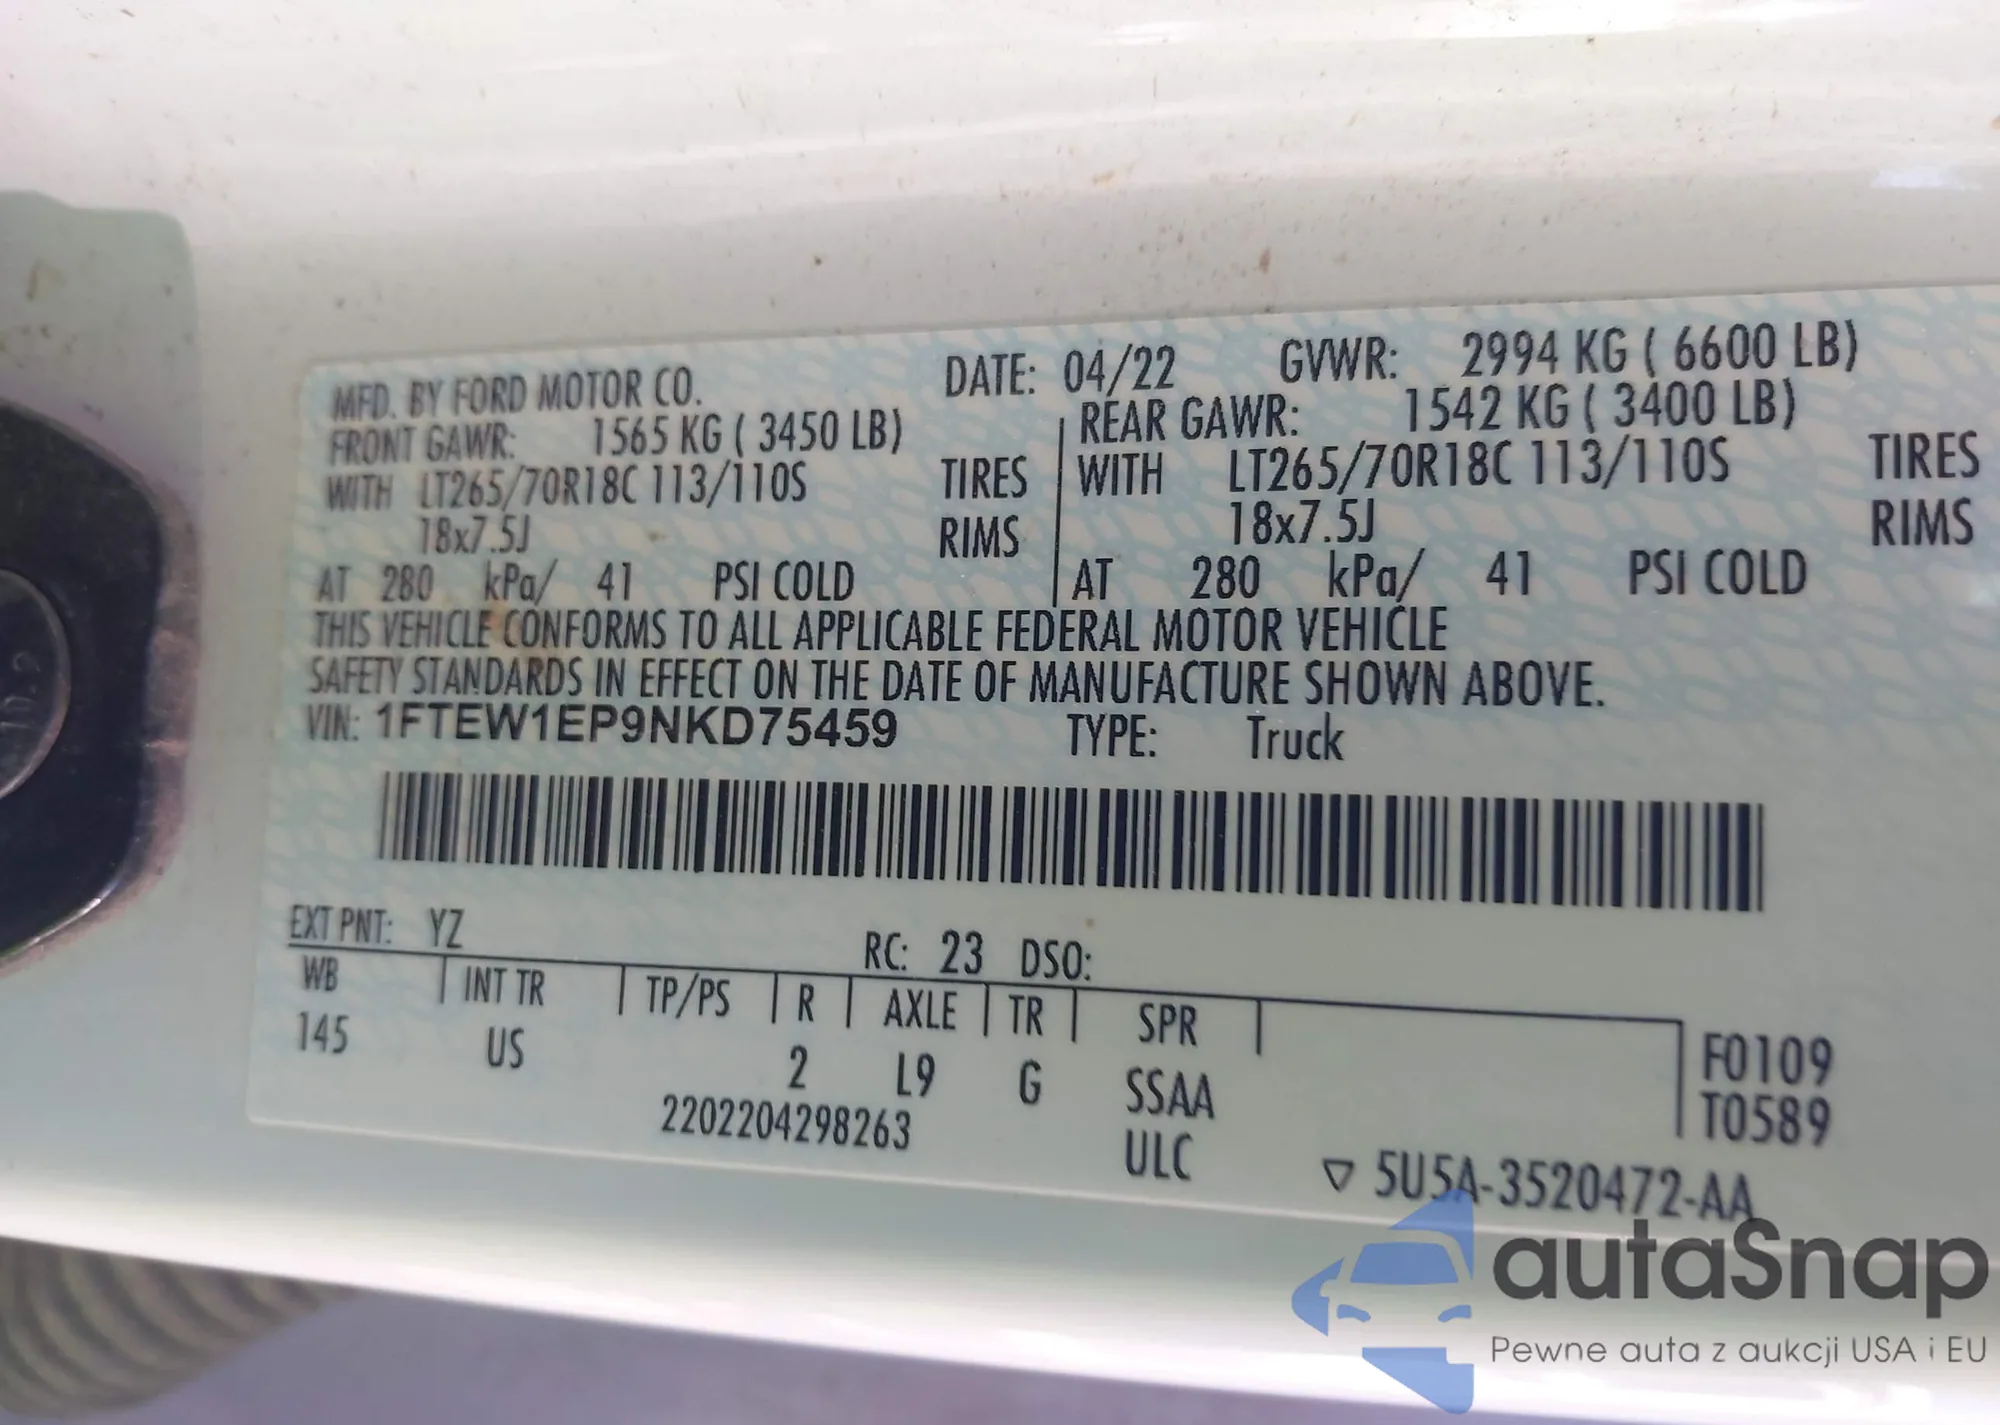 MFD. BY FORD MOTOR CO. DATE: 04/22 GVWR: 2994 KG ( 6600 LB)
FRONT GAWR: 1565 KG ( 3450 LB) REAR GAWR: 1542 KG ( 3400 LB)
WITH LT265/70R18C 113/110S TIRES WITH LT265/70R18C 113/110S TIRES
18x7.5J RIMS 18x7.5J RIMS
AT 280 kPa/ 41 PSI COLD AT 280 kPa/ 41 PSI COLD
THIS VEHICLE CONFORMS TO ALL APPLICABLE FEDERAL MOTOR VEHICLE
SAFETY STANDARDS IN EFFECT ON THE DATE OF MANUFACTURE SHOWN ABOVE.
VIN: 1FTEW1EP9NKD75459 TYPE: Truck
EXT PNT: YZ RC: 23 DSO:
WB INT TR TP/PS R AXLE TR SPR
145 US 2 L9 G SSAA F0109
2202204298263 ULC T0589
▽ 5U5A-3520472-AA
autaSnap
Pewne auta z aukcji USA i EU